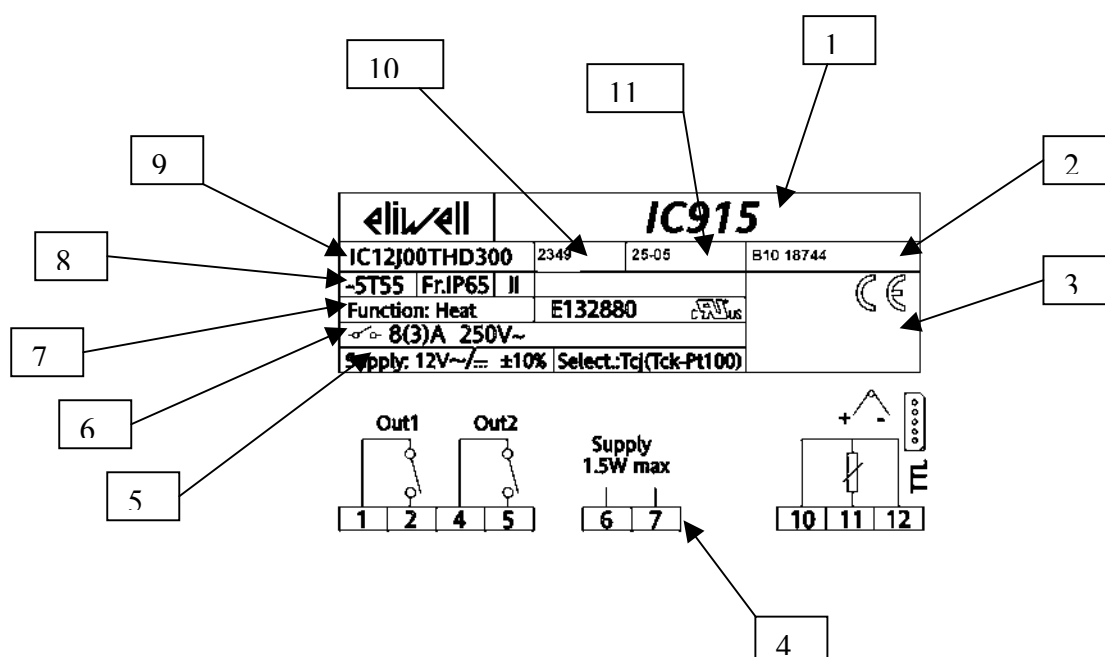 1
10
11
9
2
eliwell IC915
IC12J00THD300 2349 25-05 B10 18744
8
-5T55 Fr.IP65 II CE
3
Function: Heat E132880 c RU us
7
8(3)A 250V~
Supply: 12V~/⎓ ±10% Select.:Tcj(Tck-Pt100)
6
Out1 Out2
+ -
Supply
1.5W max
TTL
5
1 2 4 5 6 7 10 11 12
4